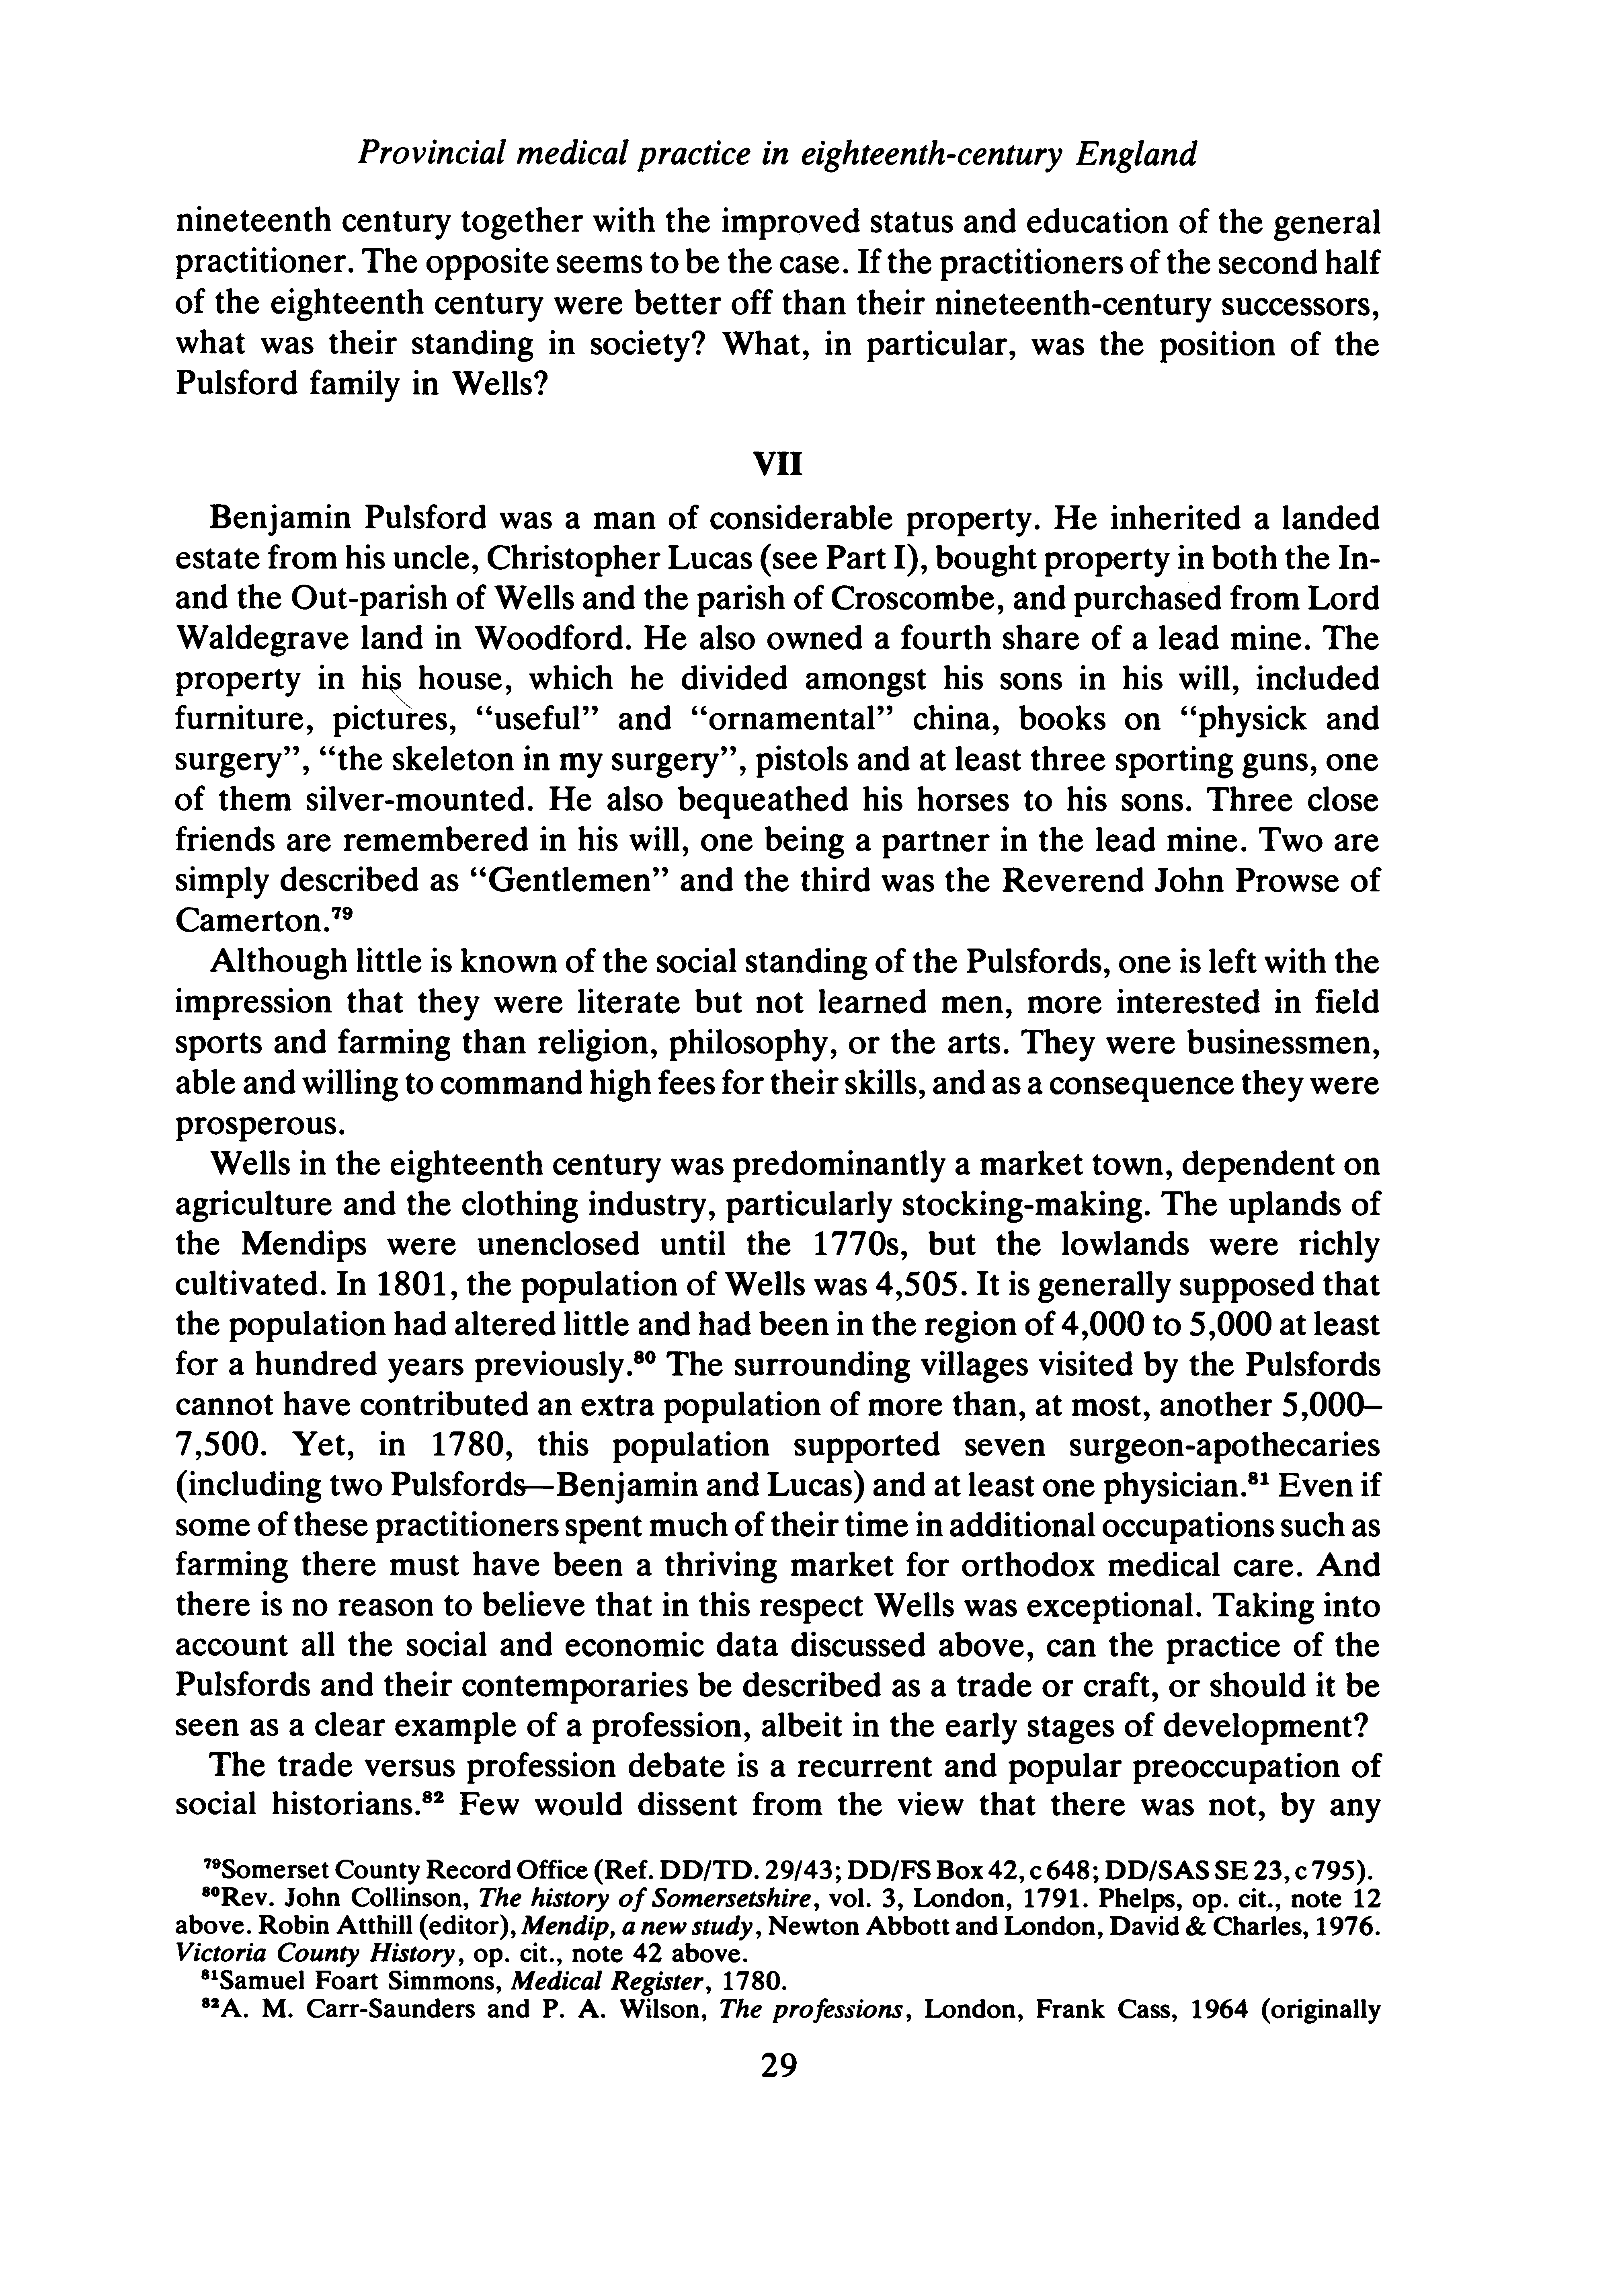 Provincial medical practice in eighteenth-century England
nineteenth century together with the improved status and education of the general
practitioner. The opposite seems to be the case. If the practitioners of the second half
of the eighteenth century were better off than their nineteenth-century successors,
what was their standing in society? What, in particular, was the position of the
Pulsford family in Wells?
VII
Benjamin Pulsford was a man of considerable property. He inherited a landed
estate from his uncle, Christopher Lucas (see Part I), bought property in both the In-
and the Out-parish of Wells and the parish of Croscombe, and purchased from Lord
Waldegrave land in Woodford. He also owned a fourth share of a lead mine. The
property in his house, which he divided amongst his sons in his will, included
furniture, pictures, “useful” and “ornamental” china, books on “physick and
surgery”, “the skeleton in my surgery”, pistols and at least three sporting guns, one
of them silver-mounted. He also bequeathed his horses to his sons. Three close
friends are remembered in his will, one being a partner in the lead mine. Two are
simply described as “Gentlemen” and the third was the Reverend John Prowse of
Camerton.⁷⁹
Although little is known of the social standing of the Pulsfords, one is left with the
impression that they were literate but not learned men, more interested in field
sports and farming than religion, philosophy, or the arts. They were businessmen,
able and willing to command high fees for their skills, and as a consequence they were
prosperous.
Wells in the eighteenth century was predominantly a market town, dependent on
agriculture and the clothing industry, particularly stocking-making. The uplands of
the Mendips were unenclosed until the 1770s, but the lowlands were richly
cultivated. In 1801, the population of Wells was 4,505. It is generally supposed that
the population had altered little and had been in the region of 4,000 to 5,000 at least
for a hundred years previously.⁸⁰ The surrounding villages visited by the Pulsfords
cannot have contributed an extra population of more than, at most, another 5,000–
7,500. Yet, in 1780, this population supported seven surgeon-apothecaries
(including two Pulsfords—Benjamin and Lucas) and at least one physician.⁸¹ Even if
some of these practitioners spent much of their time in additional occupations such as
farming there must have been a thriving market for orthodox medical care. And
there is no reason to believe that in this respect Wells was exceptional. Taking into
account all the social and economic data discussed above, can the practice of the
Pulsfords and their contemporaries be described as a trade or craft, or should it be
seen as a clear example of a profession, albeit in the early stages of development?
The trade versus profession debate is a recurrent and popular preoccupation of
social historians.⁸² Few would dissent from the view that there was not, by any
⁷⁹Somerset County Record Office (Ref. DD/TD. 29/43; DD/FS Box 42, c 648; DD/SAS SE 23, c 795).
⁸⁰Rev. John Collinson, The history of Somersetshire, vol. 3, London, 1791. Phelps, op. cit., note 12
above. Robin Atthill (editor), Mendip, a new study, Newton Abbott and London, David & Charles, 1976.
Victoria County History, op. cit., note 42 above.
⁸¹Samuel Foart Simmons, Medical Register, 1780.
⁸²A. M. Carr-Saunders and P. A. Wilson, The professions, London, Frank Cass, 1964 (originally
29